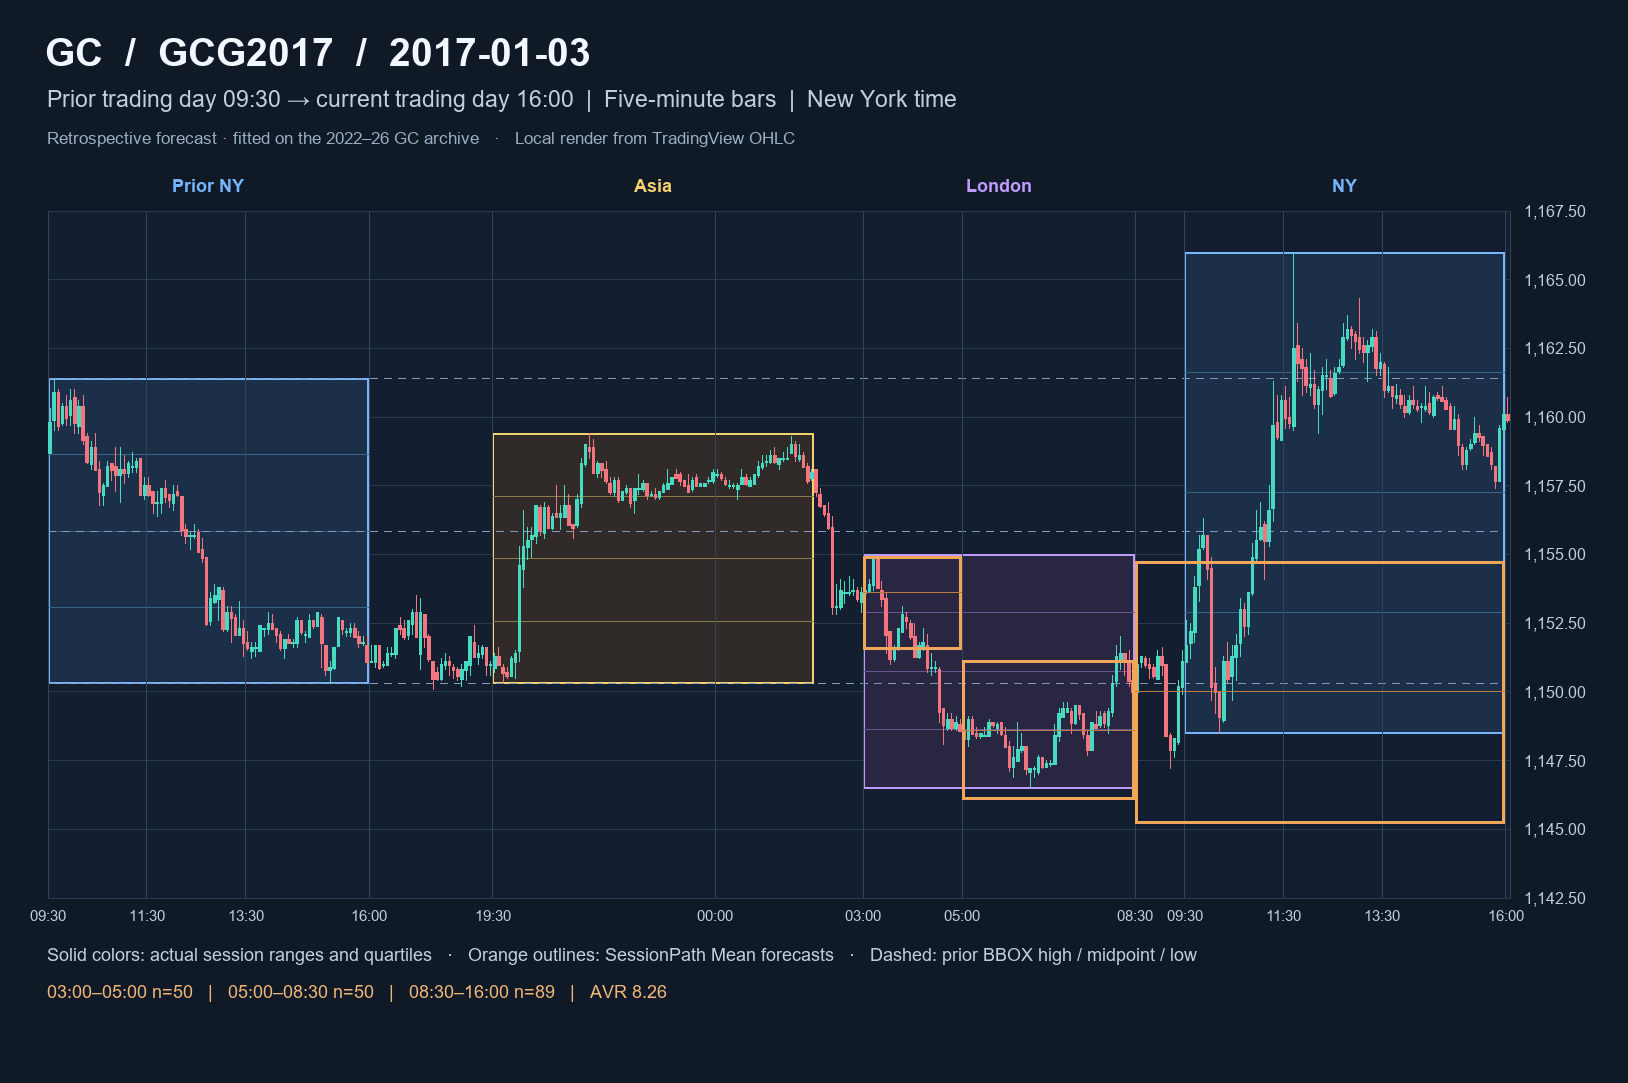 GC / GCG2017 / 2017-01-03
Prior trading day 09:30 → current trading day 16:00 | Five-minute bars | New York time
Retrospective forecast · fitted on the 2022–26 GC archive · Local render from TradingView OHLC
Prior NY Asia London NY
1,167.50
1,165.00
1,162.50
1,160.00
1,157.50
1,155.00
1,152.50
1,150.00
1,147.50
1,145.00
1,142.50
09:30 11:30 13:30 16:00 19:30 00:00 03:00 05:00 08:30 09:30 11:30 13:30 16:00
Solid colors: actual session ranges and quartiles · Orange outlines: SessionPath Mean forecasts · Dashed: prior BBOX high / midpoint / low
03:00–05:00 n=50 | 05:00–08:30 n=50 | 08:30–16:00 n=89 | AVR 8.26